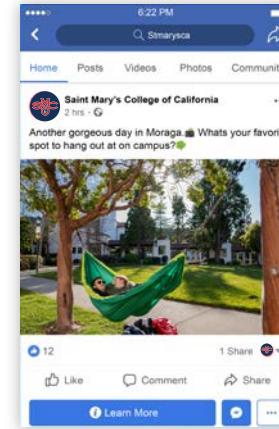 6:22 PM
Stmarysca
Home Posts Videos Photos Communit
Saint Mary's College of California
2 hrs
Another gorgeous day in Moraga. Whats your favori
spot to hang out at on campus?
12 1 Share
Like Comment Share
Learn More